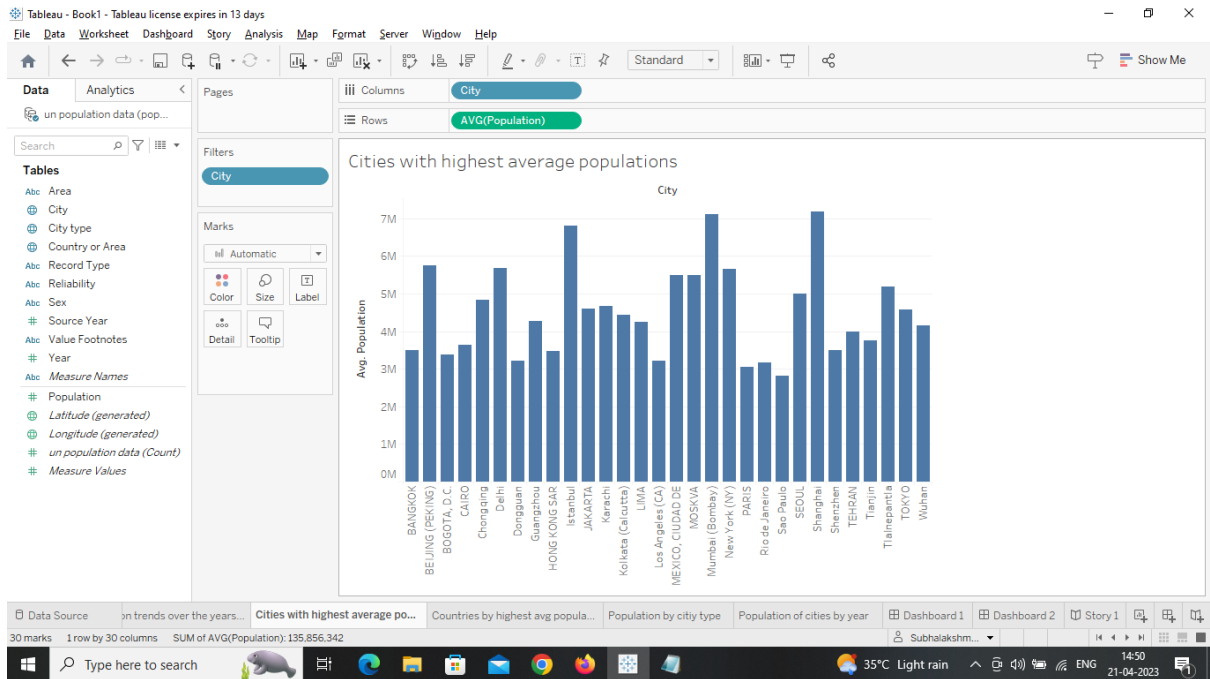 Tableau - Book1 - Tableau license expires in 13 days
File Data Worksheet Dashboard Story Analysis Map Format Server Window Help
Standard
Show Me
Data Analytics
un population data (pop...
Search
Tables
Abc Area
City
City type
Country or Area
Abc Record Type
Abc Reliability
Abc Sex
# Source Year
Abc Value Footnotes
# Year
Abc Measure Names
# Population
Latitude (generated)
Longitude (generated)
# un population data (Count)
# Measure Values
Pages
Filters
City
Marks
Automatic
Color Size Label
Detail Tooltip
Columns City
Rows AVG(Population)
Cities with highest average populations
City
Avg. Population
7M
6M
5M
4M
3M
2M
1M
0M
BANGKOK
BEIJING (PEKING)
BOGOTA, D.C.
CAIRO
Chongqing
Delhi
Dongguan
Guangzhou
HONG KONG SAR
Istanbul
JAKARTA
Karachi
Kolkata (Calcutta)
LIMA
Los Angeles (CA)
MEXICO, CIUDAD DE
MOSKVA
Mumbai (Bombay)
New York (NY)
PARIS
Rio de Janeiro
Sao Paulo
SEOUL
Shanghai
Shenzhen
TEHRAN
Tianjin
Tlalnepantla
TOKYO
Wuhan
Data Source on trends over the years... Cities with highest average po... Countries by highest avg popula... Population by citiy type Population of cities by year Dashboard 1 Dashboard 2 Story 1
30 marks 1 row by 30 columns SUM of AVG(Population): 135,856,342 Subhalakshm...
Type here to search 35°C Light rain ENG 14:50
21-04-2023
1